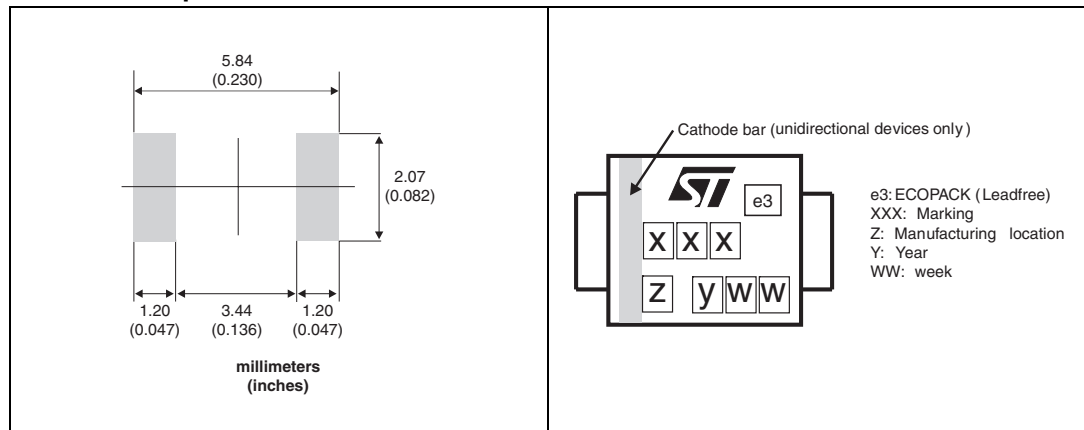 5.84
(0.230)
2.07
(0.082)
1.20
(0.047)
3.44
(0.136)
1.20
(0.047)
millimeters
(inches)
Cathode bar (unidirectional devices only )
ST
e3
x x x
z y w w
e3: ECOPACK (Leadfree)
XXX: Marking
Z: Manufacturing location
Y: Year
WW: week